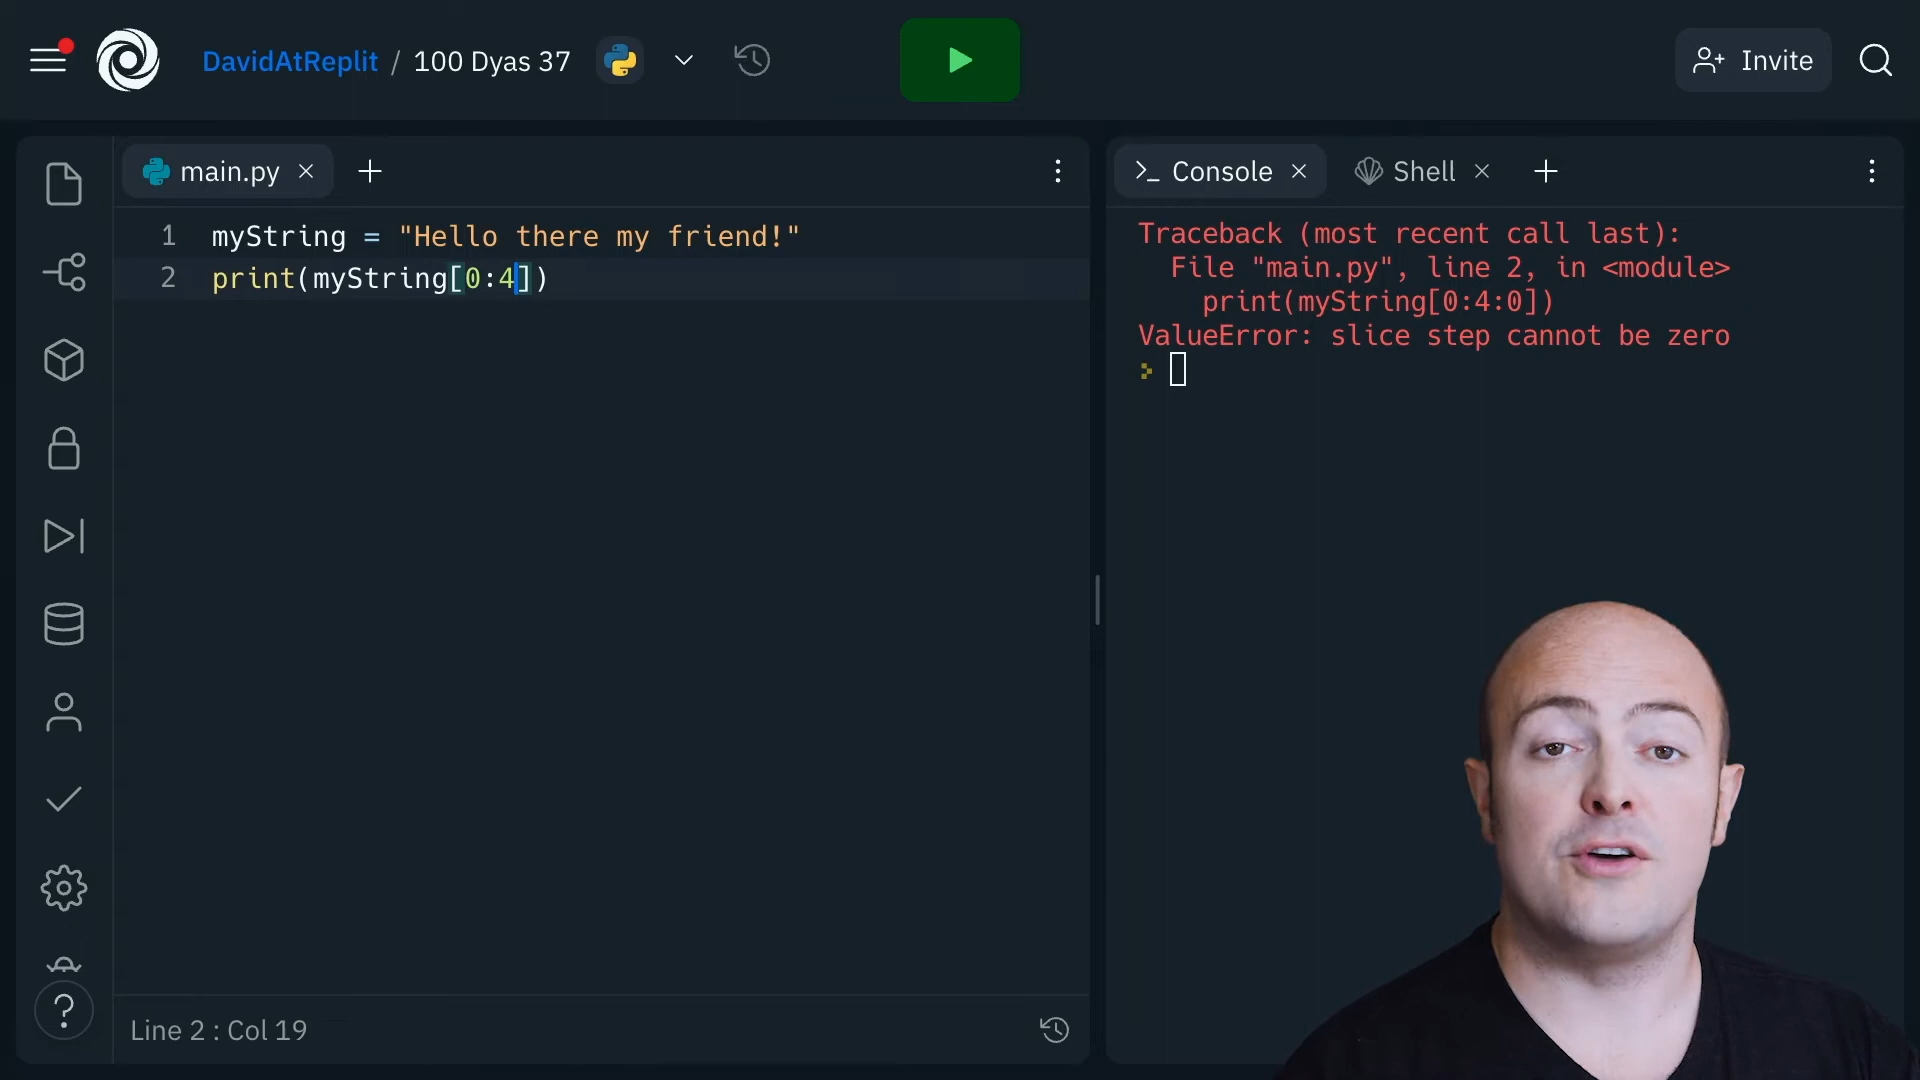 DavidAtReplit / 100 Dyas 37
Invite
main.py
Console
Shell
1 myString = "Hello there my friend!"
2 print(myString[0:4])
Traceback (most recent call last):
File "main.py", line 2, in <module>
print(myString[0:4:0])
ValueError: slice step cannot be zero
Line 2 : Col 19